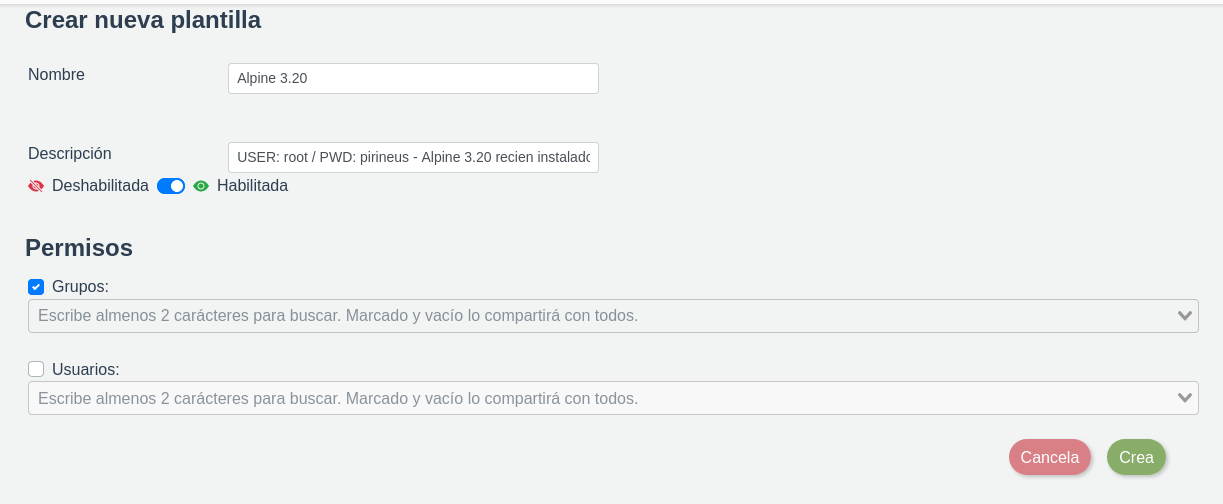 Crear nueva plantilla
Nombre
Alpine 3.20
Descripción
USER: root / PWD: pirineus - Alpine 3.20 recien instalado
Deshabilitada
Habilitada
Permisos
Grupos:
Escribe almenos 2 carácteres para buscar. Marcado y vacío lo compartirá con todos.
Usuarios:
Escribe almenos 2 carácteres para buscar. Marcado y vacío lo compartirá con todos.
Cancela
Crea